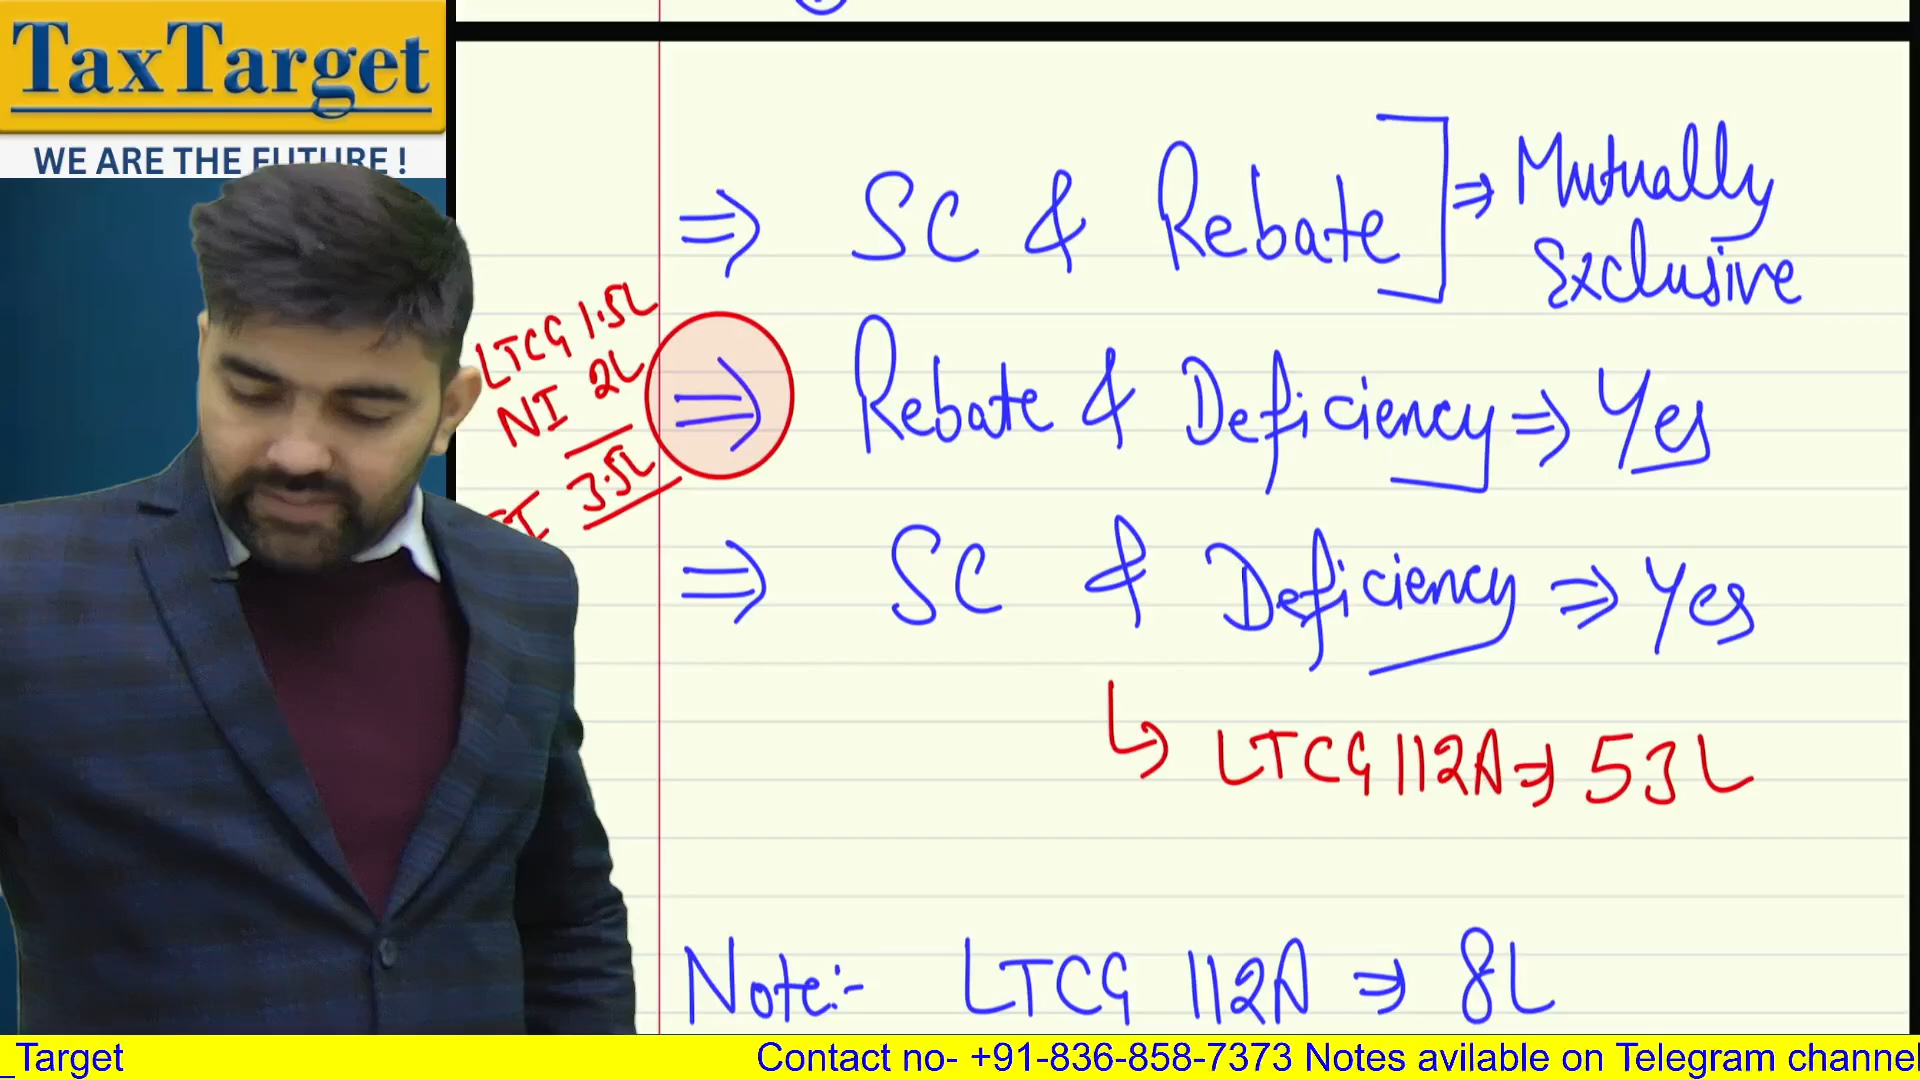 TaxTarget
WE ARE THE FUTURE !
⇒ SC & Rebate ] ⇒ Mutually
Exclusive
LTCG 1.5L
NI 2L
3.5L
⇒ Rebate & Deficiency ⇒ Yes
⇒ SC & Deficiency ⇒ Yes
↳ LTCG 112A ⇒ 53L
Note:- LTCG 112A ⇒ 8L
_Target
Contact no- +91-836-858-7373 Notes avilable on Telegram channel